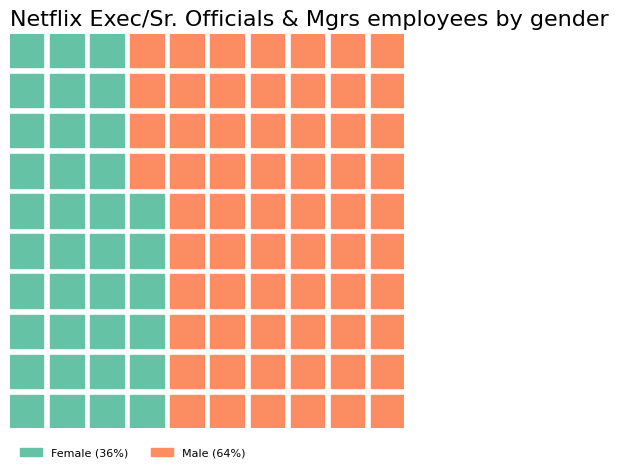 Netflix Exec/Sr. Officials & Mgrs employees by gender
Female (36%) Male (64%)